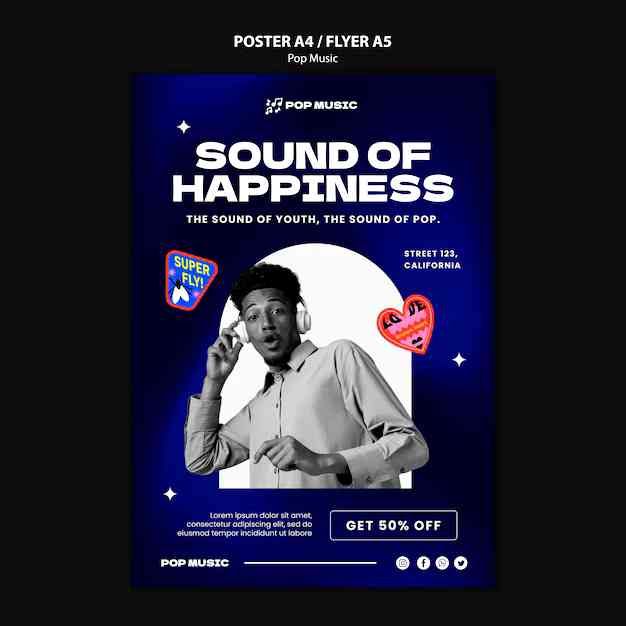 POSTER A4 / FLYER A5
Pop Music
POP MUSIC
SOUND OF
HAPPINESS
THE SOUND OF YOUTH, THE SOUND OF POP.
STREET 123,
CALIFORNIA
SUPER
FLY!
LOVE
Lorem ipsum dolor si amet,
consectetur adipiscing elit, sed do
eiusmod tempor incididunt ut labore
GET 50% OFF
POP MUSIC